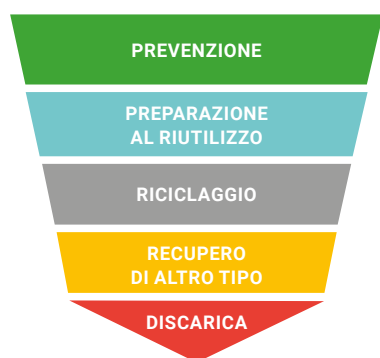 PREVENZIONE
PREPARAZIONE
AL RIUTILIZZO
RICICLAGGIO
RECUPERO
DI ALTRO TIPO
DISCARICA